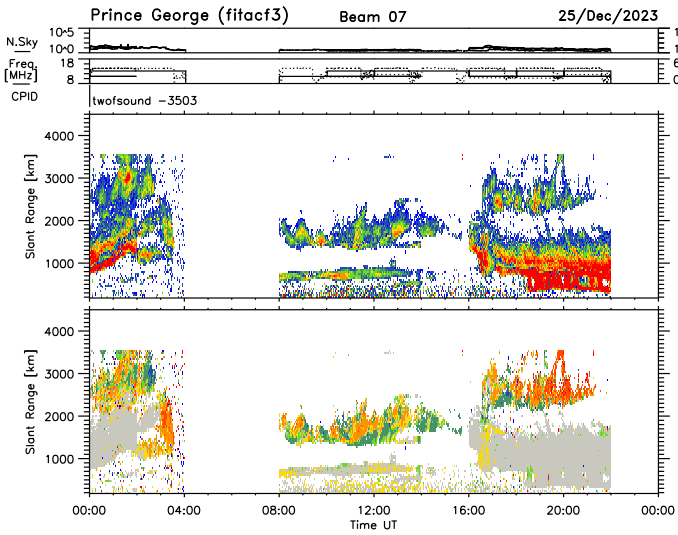 Prince George (fitacf3) Beam 07 25/Dec/2023
N.Sky 10^5 10^0
Freq. [MHz] 18 8 6 0
CPID twofsound -3503
Slant Range [km] 4000 3000 2000 1000
Slant Range [km] 4000 3000 2000 1000
00:00 04:00 08:00 12:00 16:00 20:00 00:00
Time UT